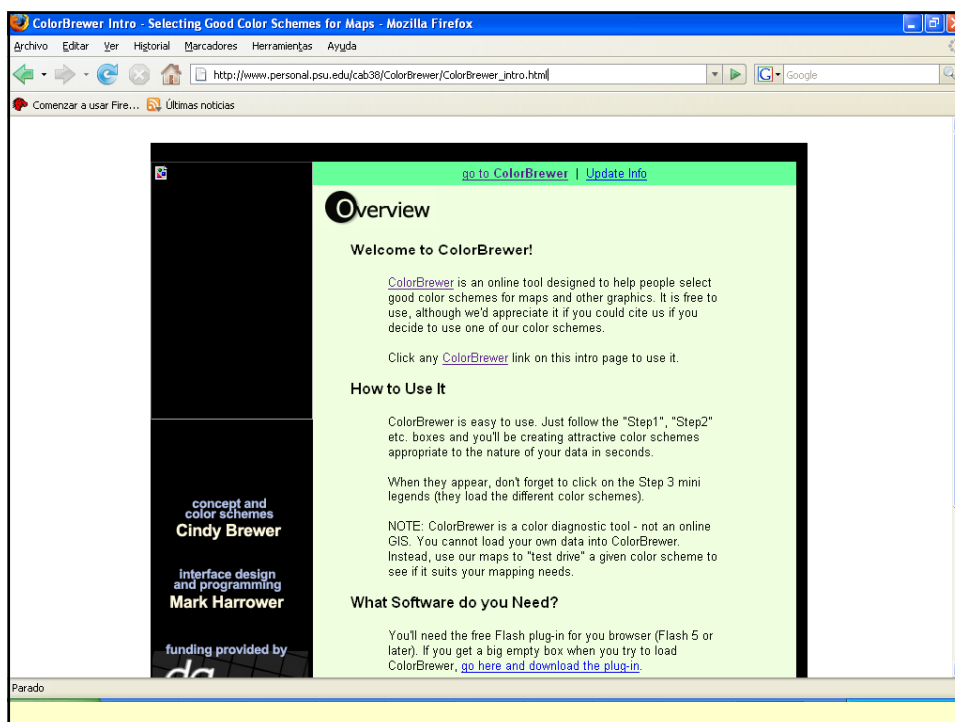 ColorBrewer Intro - Selecting Good Color Schemes for Maps - Mozilla Firefox
Archivo Editar Ver Historial Marcadores Herramientas Ayuda
http://www.personal.psu.edu/cab38/ColorBrewer/ColorBrewer_intro.html
G Google
Comenzar a usar Fire... Últimas noticias
go to ColorBrewer | Update Info
Overview
Welcome to ColorBrewer!
ColorBrewer is an online tool designed to help people select
good color schemes for maps and other graphics. It is free to
use, although we'd appreciate it if you could cite us if you
decide to use one of our color schemes.
Click any ColorBrewer link on this intro page to use it.
How to Use It
ColorBrewer is easy to use. Just follow the "Step1", "Step2"
etc. boxes and you'll be creating attractive color schemes
appropriate to the nature of your data in seconds.
When they appear, don't forget to click on the Step 3 mini
legends (they load the different color schemes).
NOTE: ColorBrewer is a color diagnostic tool - not an online
GIS. You cannot load your own data into ColorBrewer.
Instead, use our maps to "test drive" a given color scheme to
see if it suits your mapping needs.
What Software do you Need?
You'll need the free Flash plug-in for you browser (Flash 5 or
later). If you get a big empty box when you try to load
ColorBrewer, go here and download the plug-in.
concept and
color schemes
Cindy Brewer
interface design
and programming
Mark Harrower
funding provided by
dg
Parado